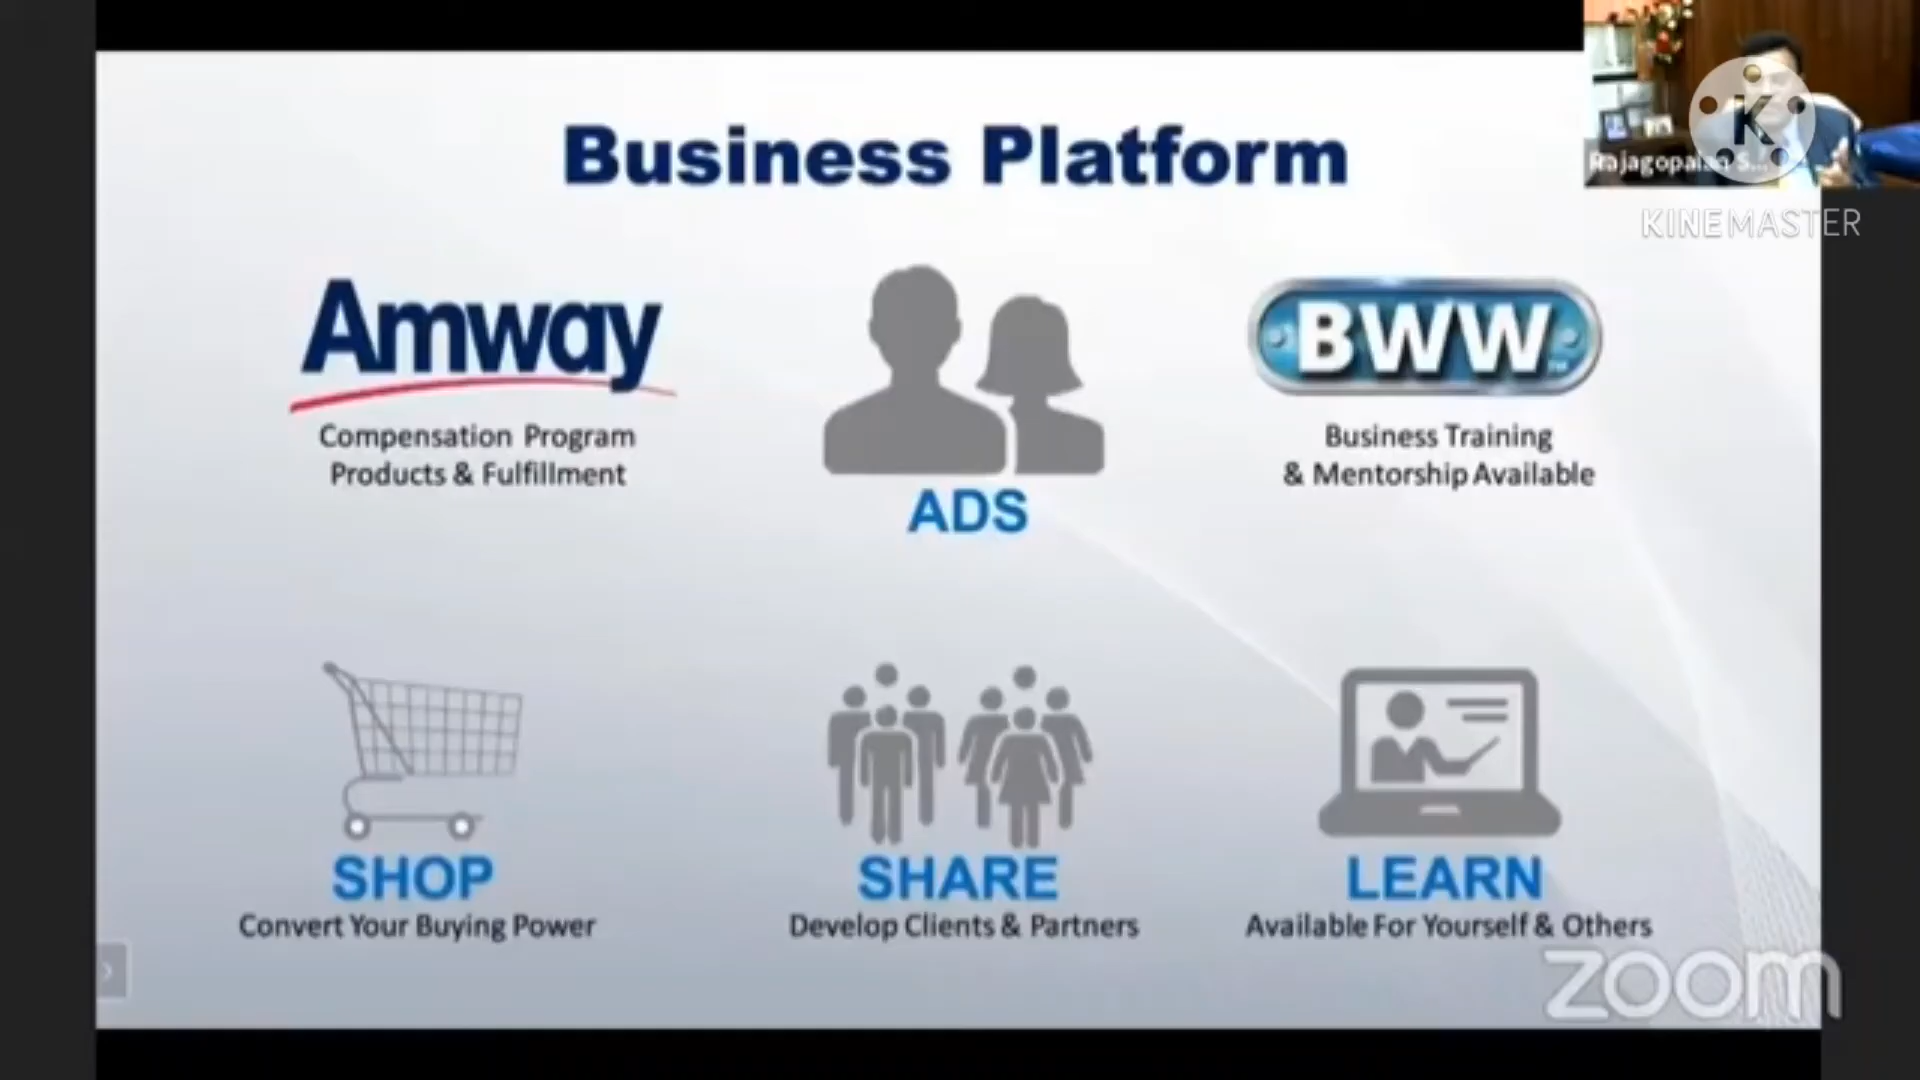 Business Platform
K
Rajagopalan S...
KINEMASTER
Amway
Compensation Program
Products & Fulfillment
ADS
BWW
Business Training
& Mentorship Available
SHOP
Convert Your Buying Power
SHARE
Develop Clients & Partners
LEARN
Available For Yourself & Others
zoom